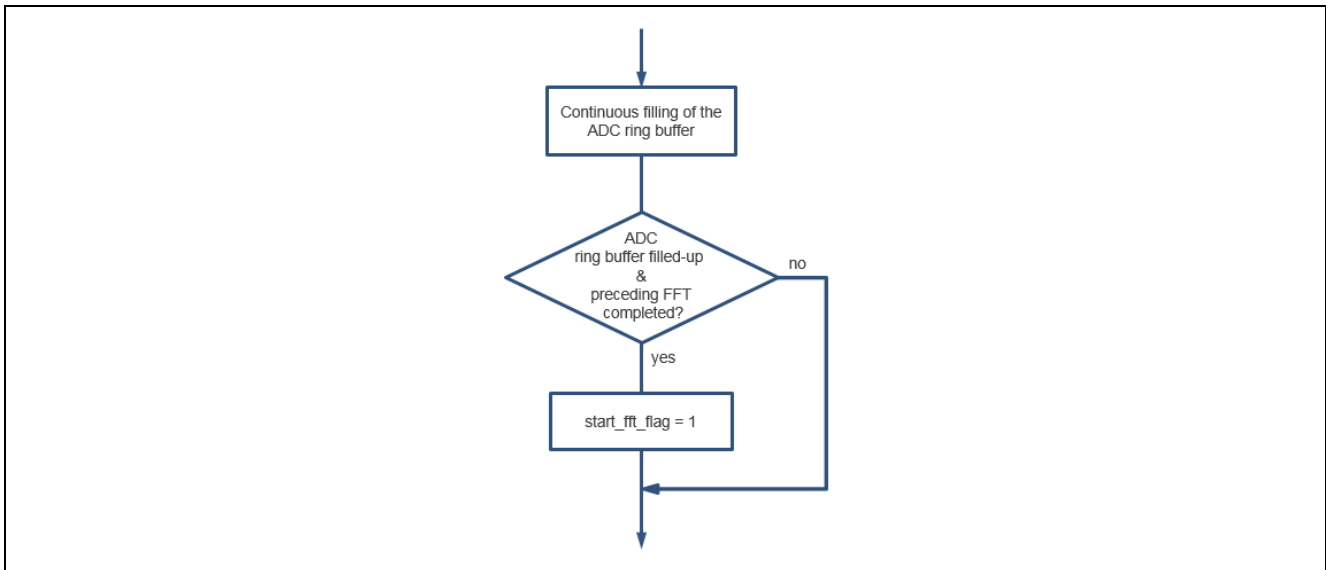 Continuous filling of the
ADC ring buffer
ADC
ring buffer filled-up
&
preceding FFT
completed?
no
yes
start_fft_flag = 1